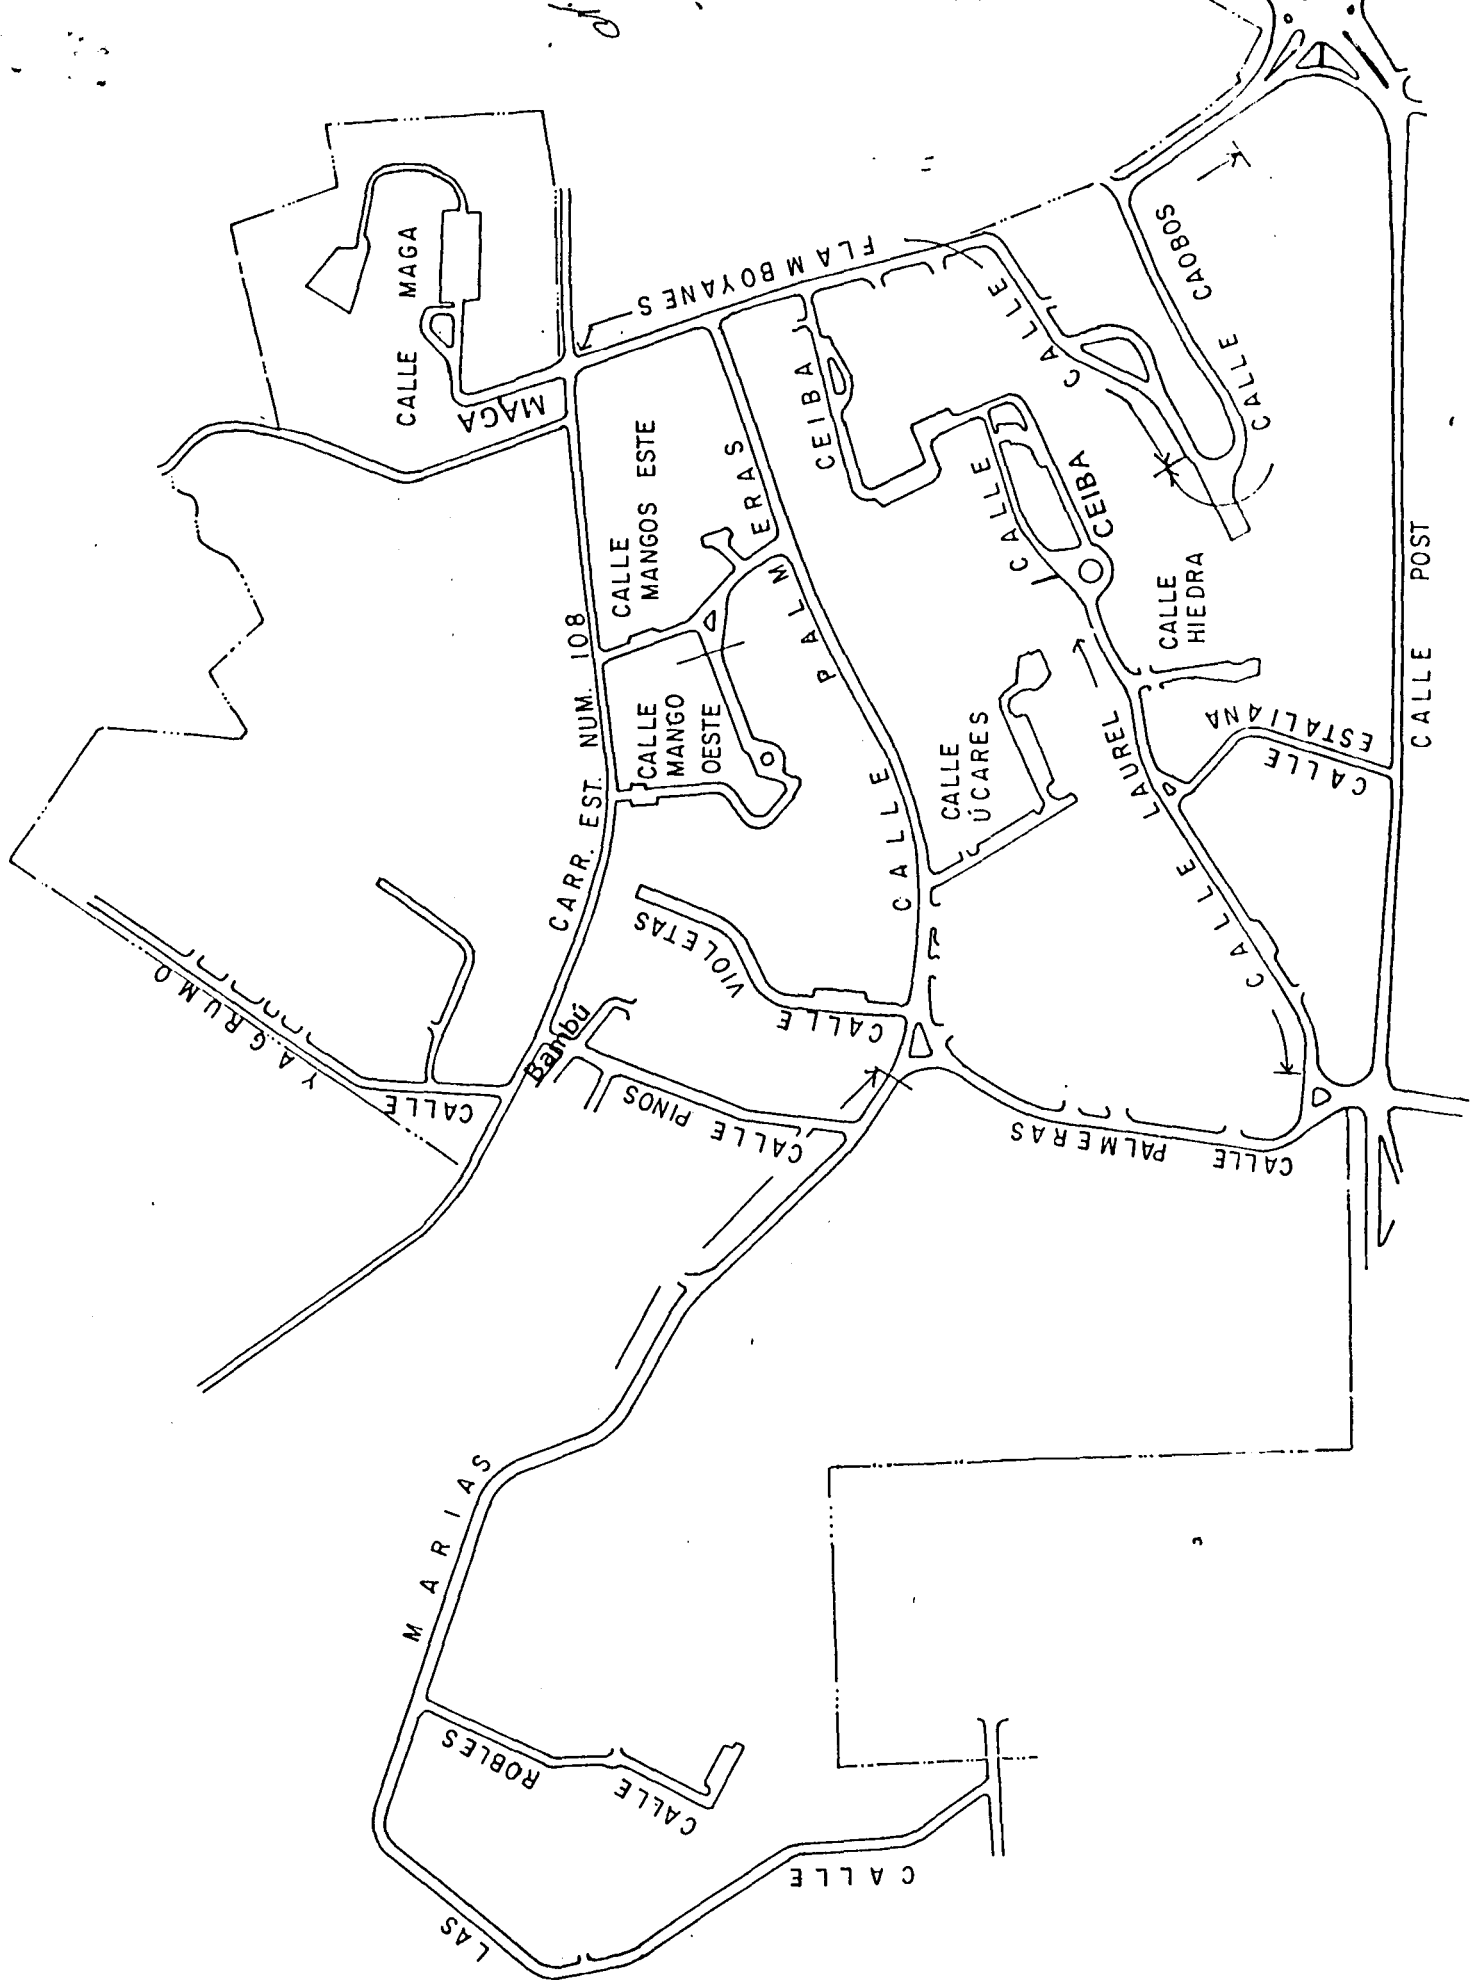 CALLE MAGA
MAGA
CALLE FLAMBOYANES
CALLE CAOBOS
CALLE
CEIBA
CALLE
CEIBA
CALLE PALMERAS
CALLE
MANGOS ESTE
CARR. EST. NUM. 108
CALLE
MANGO
OESTE
CALLE
HIEDRA
CALLE
ÚCARES
CALLE LAUREL
CALLE
ESTALIANA
CALLE POST
CALLE VIOLETAS
CALLE YAGRUMO
Bambú
CALLE PINOS
CALLE PALMERAS
CALLE LAS MARIAS
CALLE ROBLES
C